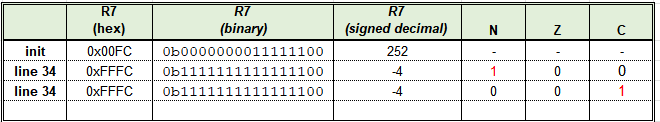 R7 (hex) R7 (binary) R7 (signed decimal) N Z C
init 0x00FC 0b0000000011111100 252 - - -
line 34 0xFFFC 0b1111111111111100 -4 1 0 0
line 34 0xFFFC 0b1111111111111100 -4 0 0 1